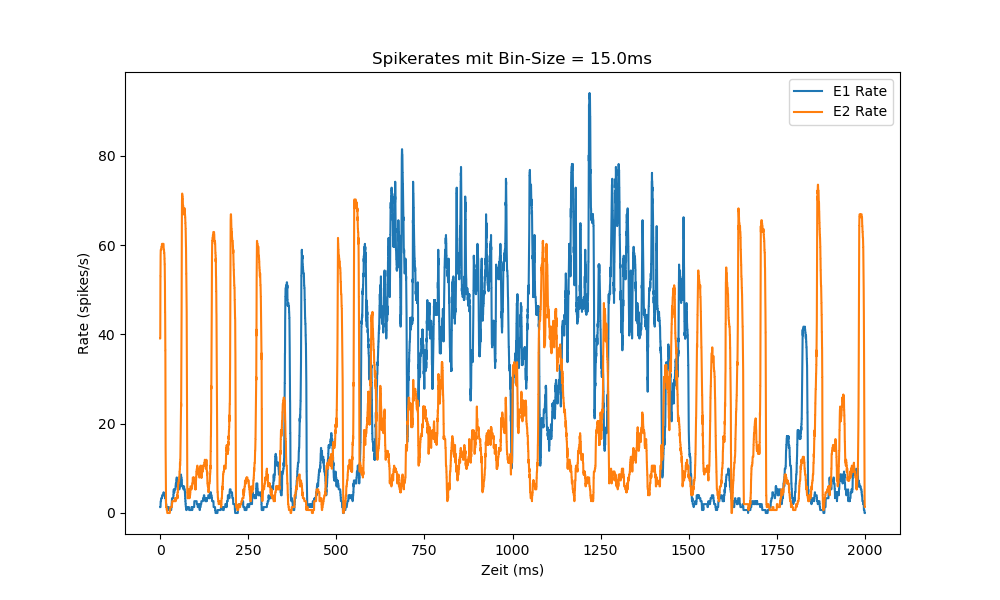 Spikerates mit Bin-Size = 15.0ms
E1 Rate
E2 Rate
Rate (spikes/s)
80
60
40
20
0
0 250 500 750 1000 1250 1500 1750 2000
Zeit (ms)